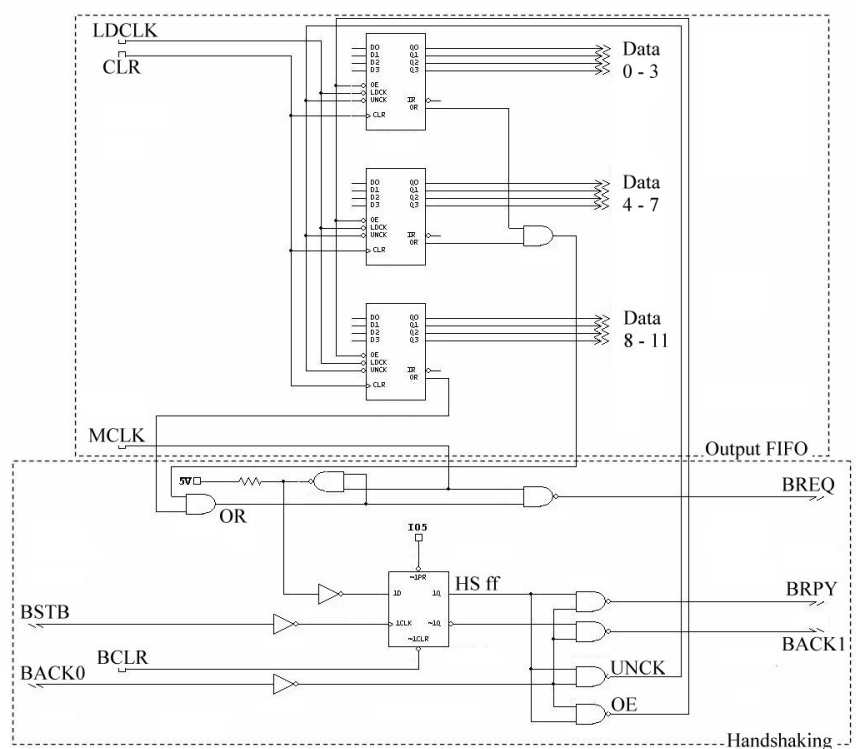 LDCLK
CLR
D0 Q0
D1 Q1
D2 Q2
D3 Q3
OE
LDCK IR
UNCK OR
CLR
Data
0 - 3
D0 Q0
D1 Q1
D2 Q2
D3 Q3
OE
LDCK IR
UNCK OR
CLR
Data
4 - 7
D0 Q0
D1 Q1
D2 Q2
D3 Q3
OE
LDCK IR
UNCK OR
CLR
Data
8 - 11
MCLK
Output FIFO
5V
BREQ
OR
IO5
~1PR
HS ff
1D 1Q
BRPY
BSTB
1CLK ~1Q
~1CLR
BACK1
BCLR
BACK0
UNCK
OE
Handshaking